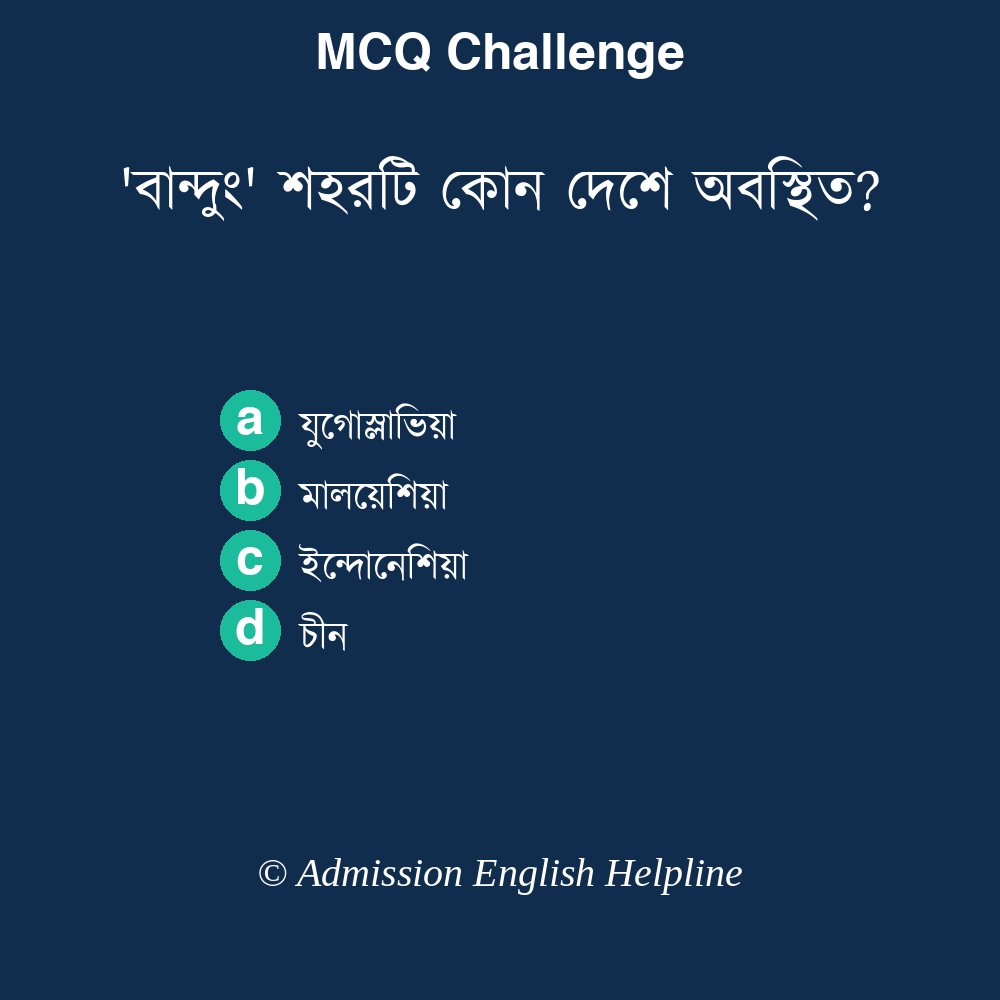 MCQ Challenge
'বান্দুং' শহরটি কোন দেশে অবস্থিত?
a যুগোস্লাভিয়া
b মালয়েশিয়া
c ইন্দোনেশিয়া
d চীন
© Admission English Helpline